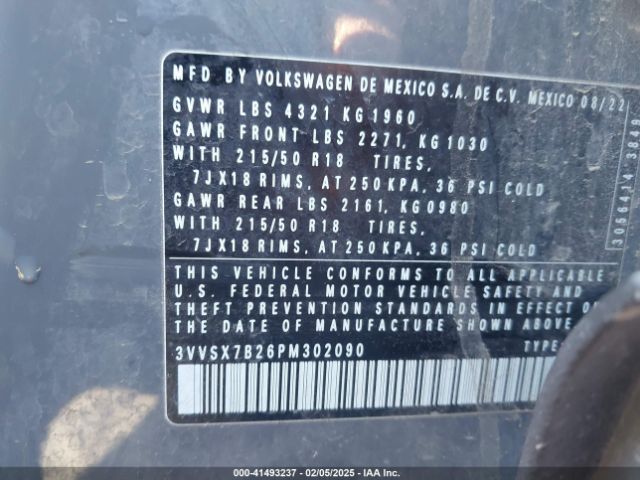 MFD BY VOLKSWAGEN DE MEXICO S.A. DE C.V. MEXICO 08/22
GVWR LBS 4321 KG 1960
GAWR FRONT LBS 2271, KG 1030
WITH 215/50 R18 TIRES,
7JX18 RIMS, AT 250 KPA, 36 PSI COLD
GAWR REAR LBS 2161, KG 0980
WITH 215/50 R18 TIRES,
7JX18 RIMS, AT 250 KPA, 36 PSI COLD
THIS VEHICLE CONFORMS TO ALL APPLICABLE
U.S. FEDERAL MOTOR VEHICLE SAFETY AND
THEFT PREVENTION STANDARDS IN EFFECT
THE DATE OF MANUFACTURE SHOWN ABOVE
3VVSX7B26PM302090 TYPE:
3056414 3849
000-41493237 - 02/05/2025 - IAA Inc.